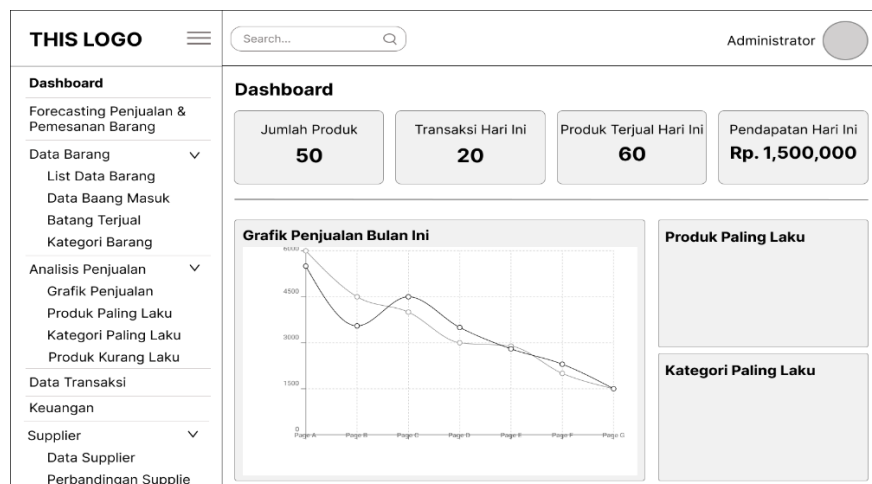 THIS LOGO
Search...
Administrator
Dashboard
Forecasting Penjualan &
Pemesanan Barang
Data Barang
List Data Barang
Data Baang Masuk
Batang Terjual
Kategori Barang
Analisis Penjualan
Grafik Penjualan
Produk Paling Laku
Kategori Paling Laku
Produk Kurang Laku
Data Transaksi
Keuangan
Supplier
Data Supplier
Perbandingan Supplie
Dashboard
Jumlah Produk
50
Transaksi Hari Ini
20
Produk Terjual Hari Ini
60
Pendapatan Hari Ini
Rp. 1,500,000
Grafik Penjualan Bulan Ini
6000
4500
3000
1500
0
Page A Page B Page C Page D Page E Page F Page G
Produk Paling Laku
Kategori Paling Laku